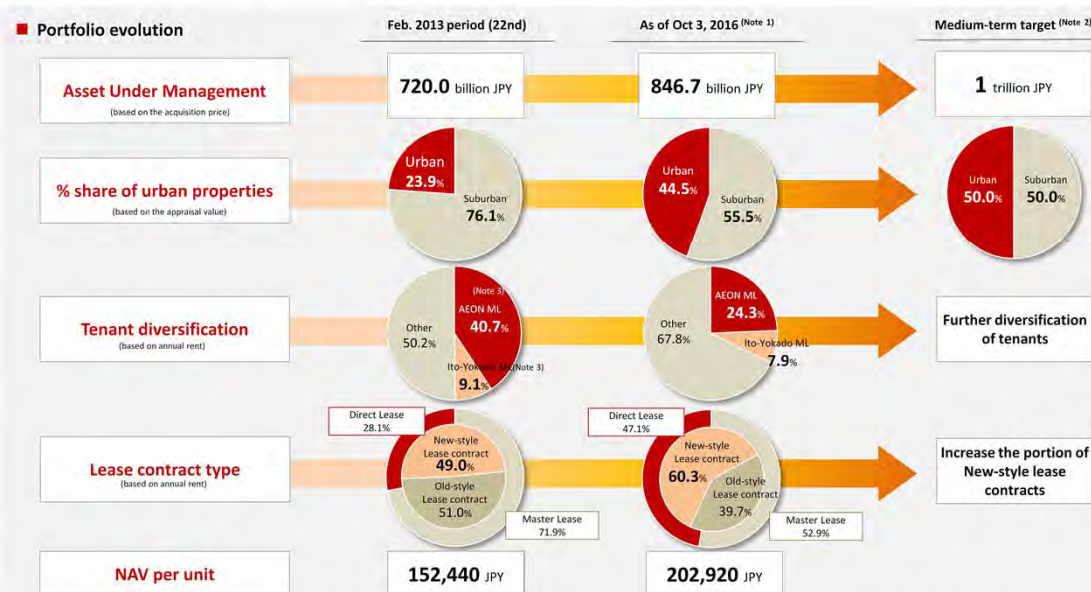 Portfolio evolution
Feb. 2013 period (22nd)
As of Oct 3, 2016 (Note 1)
Medium-term target (Note 2)
Asset Under Management
(based on the acquisition price)
720.0 billion JPY
846.7 billion JPY
1 trillion JPY
% share of urban properties
(based on the appraisal value)
Urban
23.9%
Suburban
76.1%
Urban
44.5%
Suburban
55.5%
Urban
50.0%
Suburban
50.0%
Tenant diversification
(based on annual rent)
(Note 3)
AEON ML
40.7%
Other
50.2%
Ito-Yokado ML(Note 3)
9.1%
AEON ML
24.3%
Other
67.8%
Ito-Yokado ML
7.9%
Further diversification
of tenants
Lease contract type
(based on annual rent)
Direct Lease
28.1%
New-style
Lease contract
49.0%
Old-style
Lease contract
51.0%
Master Lease
71.9%
Direct Lease
47.1%
New-style
Lease contract
60.3%
Old-style
Lease contract
39.7%
Master Lease
52.9%
Increase the portion of
New-style lease
contracts
NAV per unit
152,440 JPY
202,920 JPY